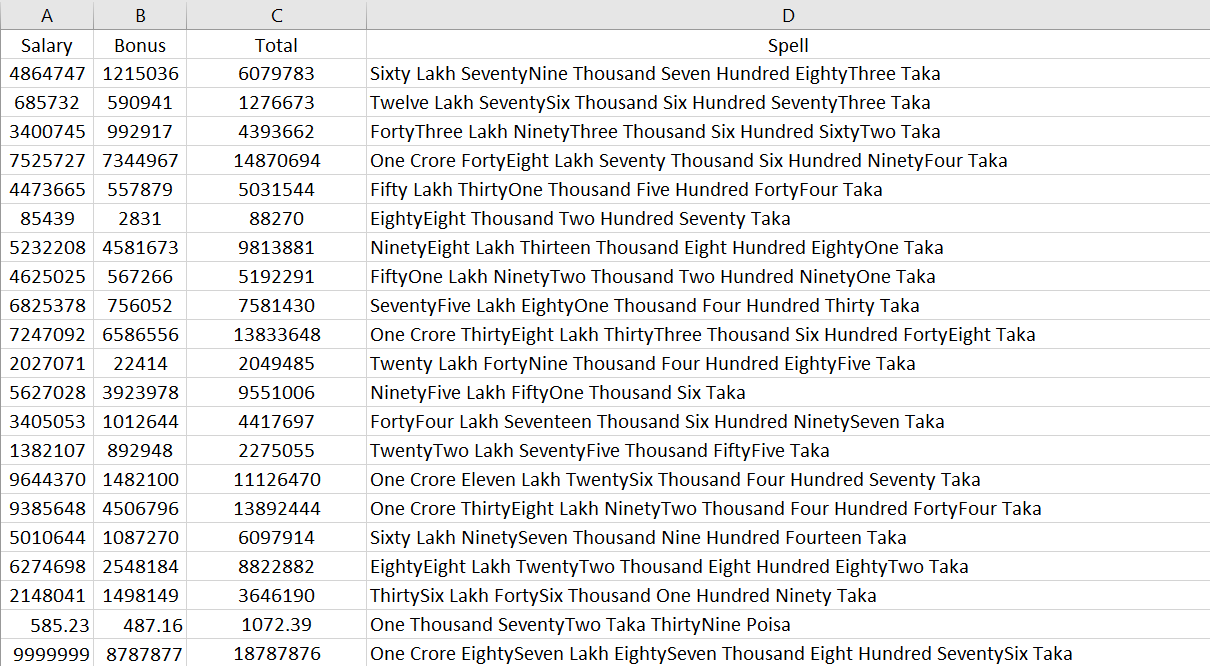 A B C D
Salary Bonus Total Spell
4864747 1215036 6079783 Sixty Lakh SeventyNine Thousand Seven Hundred EightyThree Taka
685732 590941 1276673 Twelve Lakh SeventySix Thousand Six Hundred SeventyThree Taka
3400745 992917 4393662 FortyThree Lakh NinetyThree Thousand Six Hundred SixtyTwo Taka
7525727 7344967 14870694 One Crore FortyEight Lakh Seventy Thousand Six Hundred NinetyFour Taka
4473665 557879 5031544 Fifty Lakh ThirtyOne Thousand Five Hundred FortyFour Taka
85439 2831 88270 EightyEight Thousand Two Hundred Seventy Taka
5232208 4581673 9813881 NinetyEight Lakh Thirteen Thousand Eight Hundred EightyOne Taka
4625025 567266 5192291 FiftyOne Lakh NinetyTwo Thousand Two Hundred NinetyOne Taka
6825378 756052 7581430 SeventyFive Lakh EightyOne Thousand Four Hundred Thirty Taka
7247092 6586556 13833648 One Crore ThirtyEight Lakh ThirtyThree Thousand Six Hundred FortyEight Taka
2027071 22414 2049485 Twenty Lakh FortyNine Thousand Four Hundred EightyFive Taka
5627028 3923978 9551006 NinetyFive Lakh FiftyOne Thousand Six Taka
3405053 1012644 4417697 FortyFour Lakh Seventeen Thousand Six Hundred NinetySeven Taka
1382107 892948 2275055 TwentyTwo Lakh SeventyFive Thousand FiftyFive Taka
9644370 1482100 11126470 One Crore Eleven Lakh TwentySix Thousand Four Hundred Seventy Taka
9385648 4506796 13892444 One Crore ThirtyEight Lakh NinetyTwo Thousand Four Hundred FortyFour Taka
5010644 1087270 6097914 Sixty Lakh NinetySeven Thousand Nine Hundred Fourteen Taka
6274698 2548184 8822882 EightyEight Lakh TwentyTwo Thousand Eight Hundred EightyTwo Taka
2148041 1498149 3646190 ThirtySix Lakh FortySix Thousand One Hundred Ninety Taka
585.23 487.16 1072.39 One Thousand SeventyTwo Taka ThirtyNine Poisa
9999999 8787877 18787876 One Crore EightySeven Lakh EightySeven Thousand Eight Hundred SeventySix Taka